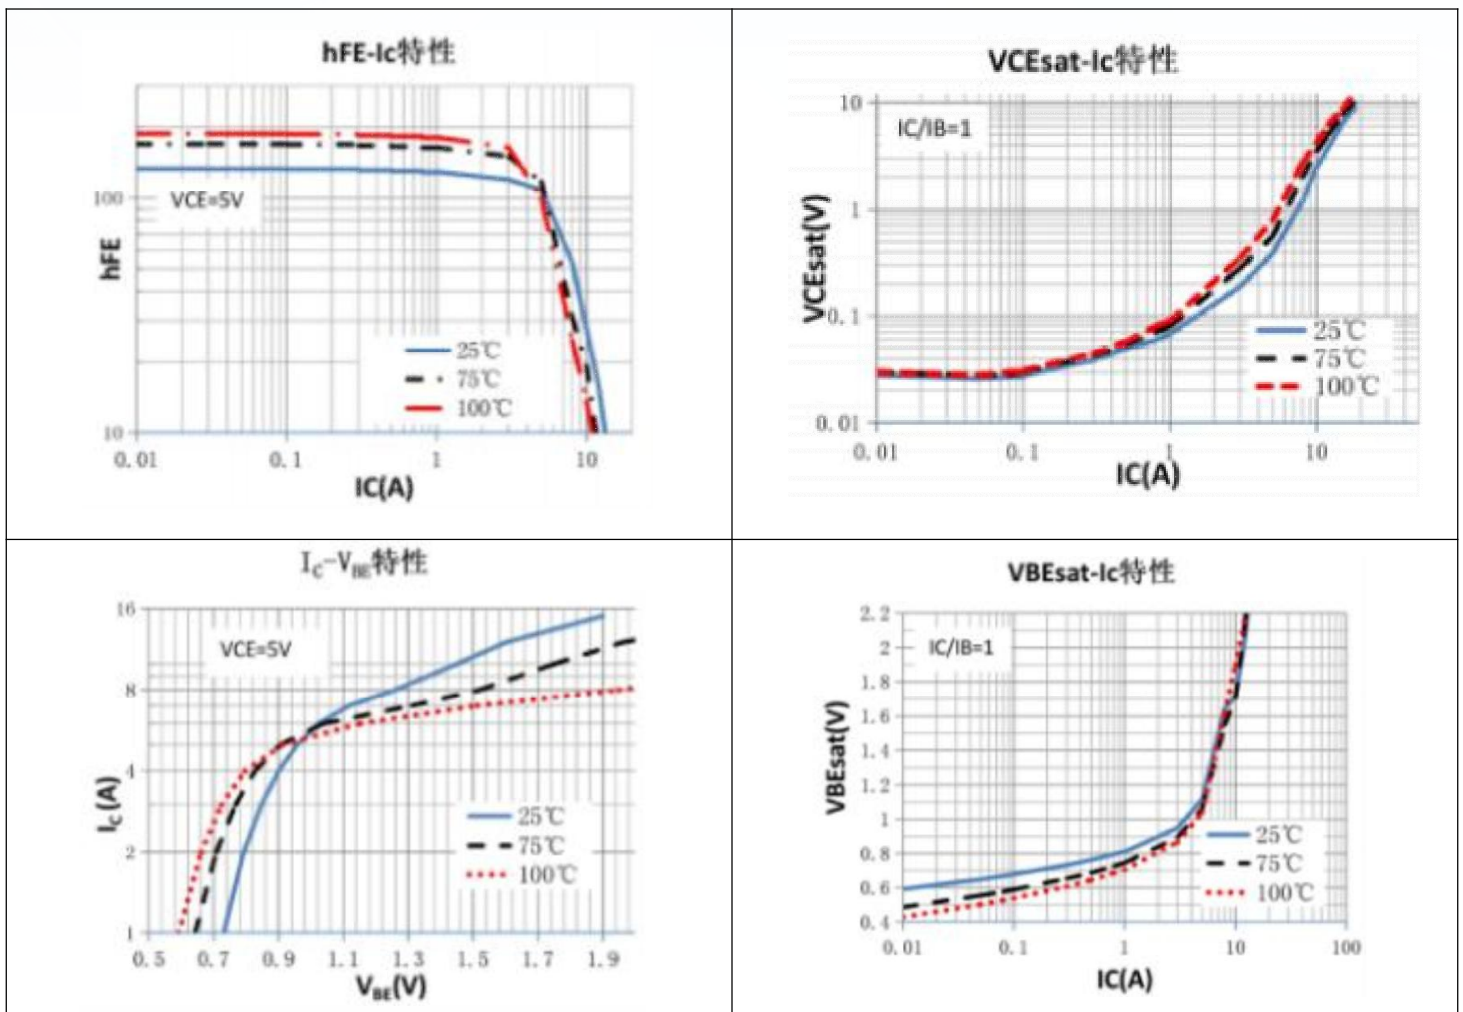 hFE-Ic特性
100
10
hFE
VCE=5V
25℃
75℃
100℃
0.01
0.1
1
10
IC(A)
VCEsat-Ic特性
10
1
0.1
0.01
VCEsat(V)
IC/IB=1
25℃
75℃
100℃
0.01
0.1
1
10
IC(A)
IC-VBE特性
16
8
4
2
1
IC(A)
VCE=5V
25℃
75℃
100℃
0.5 0.7 0.9 1.1 1.3 1.5 1.7 1.9
VBE(V)
VBEsat-Ic特性
2.2
2
1.8
1.6
1.4
1.2
1
0.8
0.6
0.4
VBEsat(V)
IC/IB=1
25℃
75℃
100℃
0.01 0.1 1 10 100
IC(A)